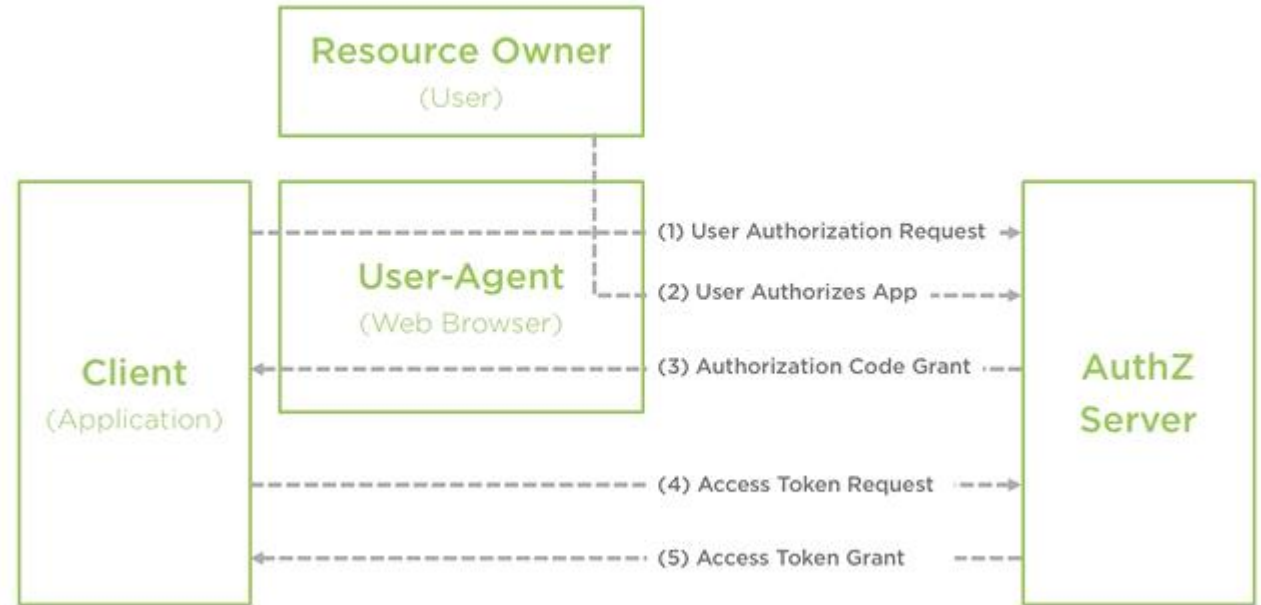 Resource Owner
(User)
(1) User Authorization Request
User-Agent
(Web Browser)
(2) User Authorizes App
(3) Authorization Code Grant
Client
(Application)
AuthZ
Server
(4) Access Token Request
(5) Access Token Grant